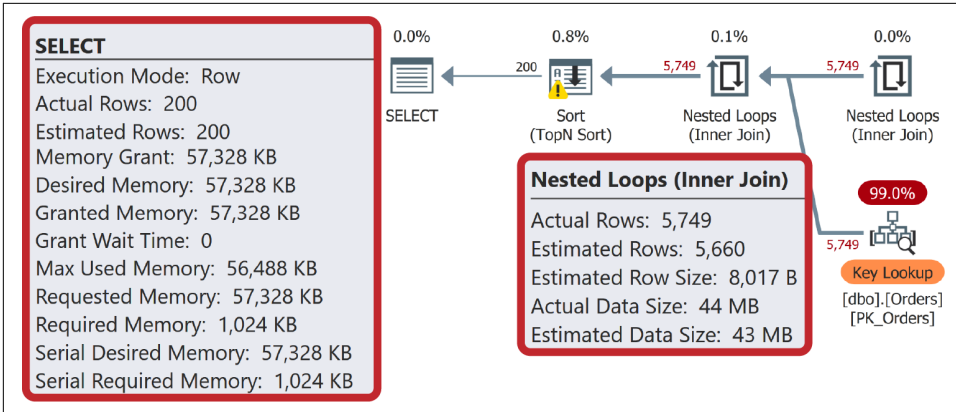 SELECT
Execution Mode: Row
Actual Rows: 200
Estimated Rows: 200
Memory Grant: 57,328 KB
Desired Memory: 57,328 KB
Granted Memory: 57,328 KB
Grant Wait Time: 0
Max Used Memory: 56,488 KB
Requested Memory: 57,328 KB
Required Memory: 1,024 KB
Serial Desired Memory: 57,328 KB
Serial Required Memory: 1,024 KB
0.0%
0.8%
0.1%
0.0%
200
5,749
5,749
SELECT
Sort
(TopN Sort)
Nested Loops
(Inner Join)
Nested Loops
(Inner Join)
Nested Loops (Inner Join)
Actual Rows: 5,749
Estimated Rows: 5,660
Estimated Row Size: 8,017 B
Actual Data Size: 44 MB
Estimated Data Size: 43 MB
99.0%
5,749
Key Lookup
[dbo].[Orders]
[PK_Orders]